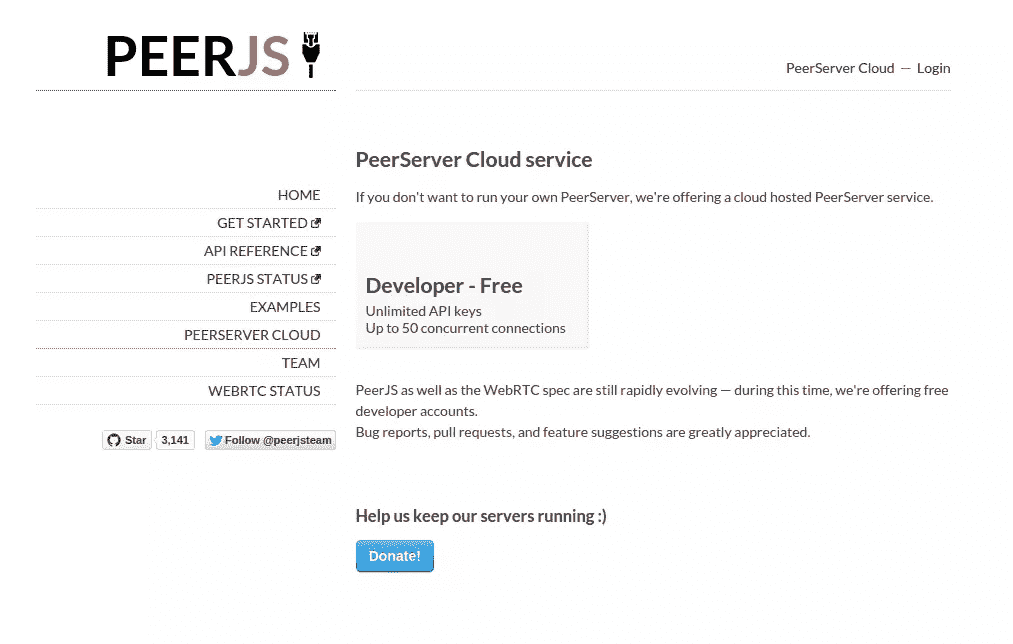 PEERJS
PeerServer Cloud — Login
HOME
GET STARTED
API REFERENCE
PEERJS STATUS
EXAMPLES
PEERSERVER CLOUD
TEAM
WEBRTC STATUS
Star 3,141 Follow @peerjsteam
PeerServer Cloud service
If you don't want to run your own PeerServer, we're offering a cloud hosted PeerServer service.
Developer - Free
Unlimited API keys
Up to 50 concurrent connections
PeerJS as well as the WebRTC spec are still rapidly evolving — during this time, we're offering free
developer accounts.
Bug reports, pull requests, and feature suggestions are greatly appreciated.
Help us keep our servers running :)
Donate!